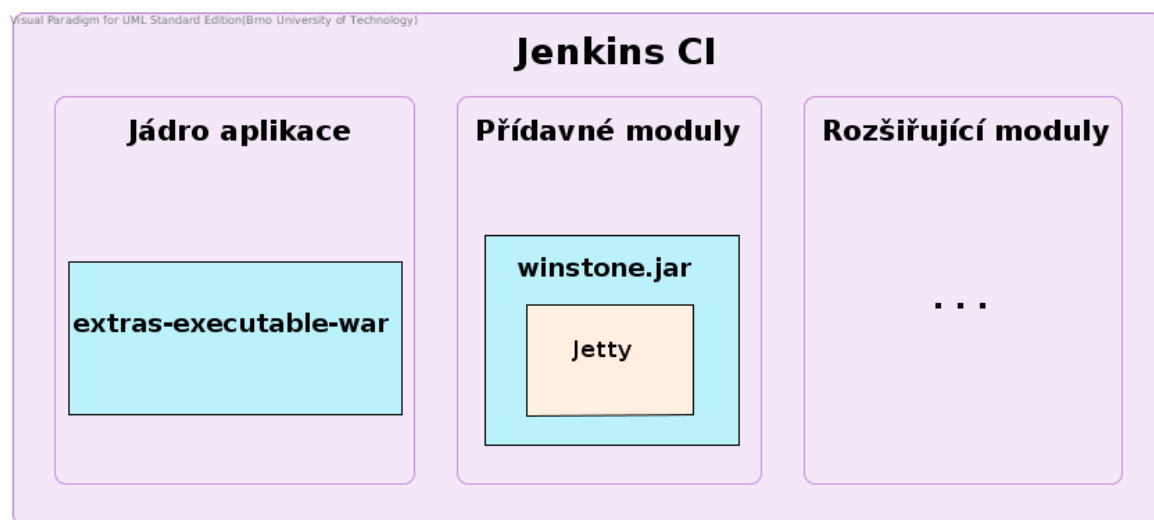 Visual Paradigm for UML Standard Edition(Brno University of Technology)
Jenkins CI
Jádro aplikace
Přídavné moduly
Rozšiřující moduly
extras-executable-war
winstone.jar
Jetty
...